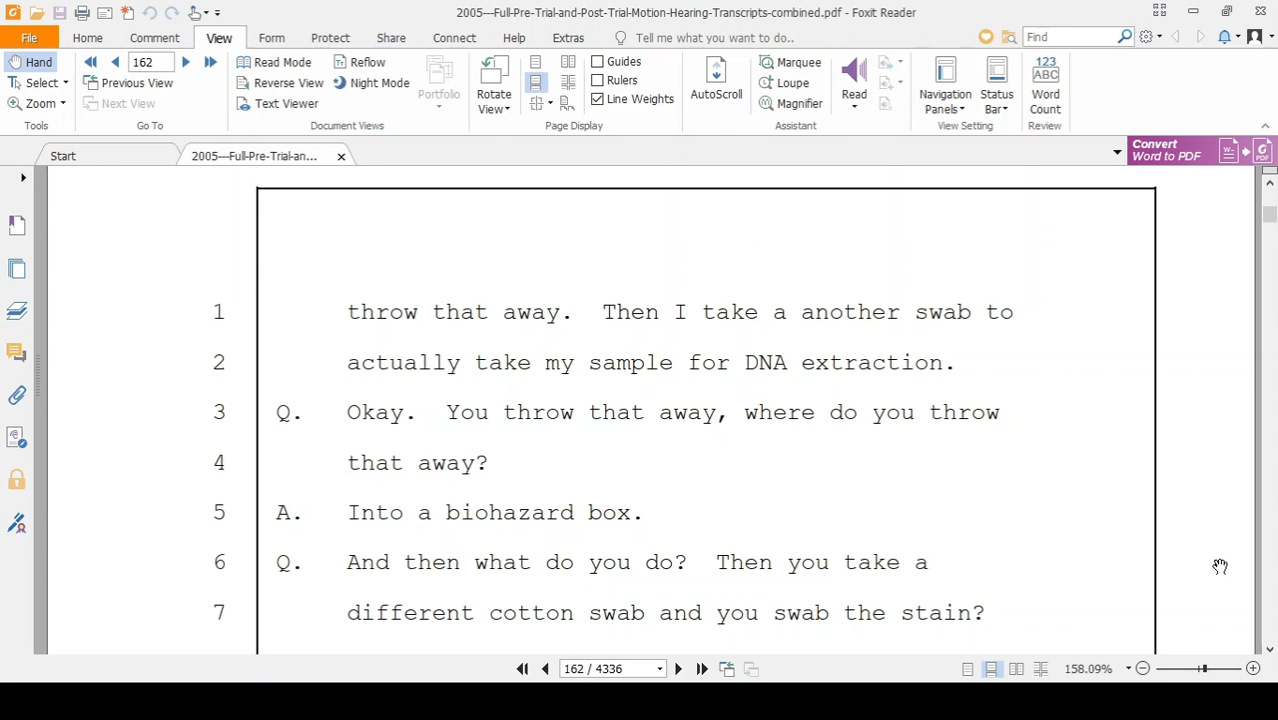 2005---Full-Pre-Trial-and-Post-Trial-Motion-Hearing-Transcripts-combined.pdf - Foxit Reader
File Home Comment View Form Protect Share Connect Help Extras Tell me what you want to do.. Find
Hand 162 Read Mode Reflow Guides Marquee
Select Previous View Reverse View Night Mode Rulers Loupe
Zoom Next View Text Viewer Portfolio Rotate View Line Weights AutoScroll Magnifier Read Navigation Panels Status Bar 123 ABC Word Count
Tools Go To Document Views Page Display Assistant View Setting Review
Start 2005---Full-Pre-Trial-an... Convert Word to PDF
1 throw that away. Then I take a another swab to
2 actually take my sample for DNA extraction.
3 Q. Okay. You throw that away, where do you throw
4 that away?
5 A. Into a biohazard box.
6 Q. And then what do you do? Then you take a
7 different cotton swab and you swab the stain?
162 / 4336 158.09%